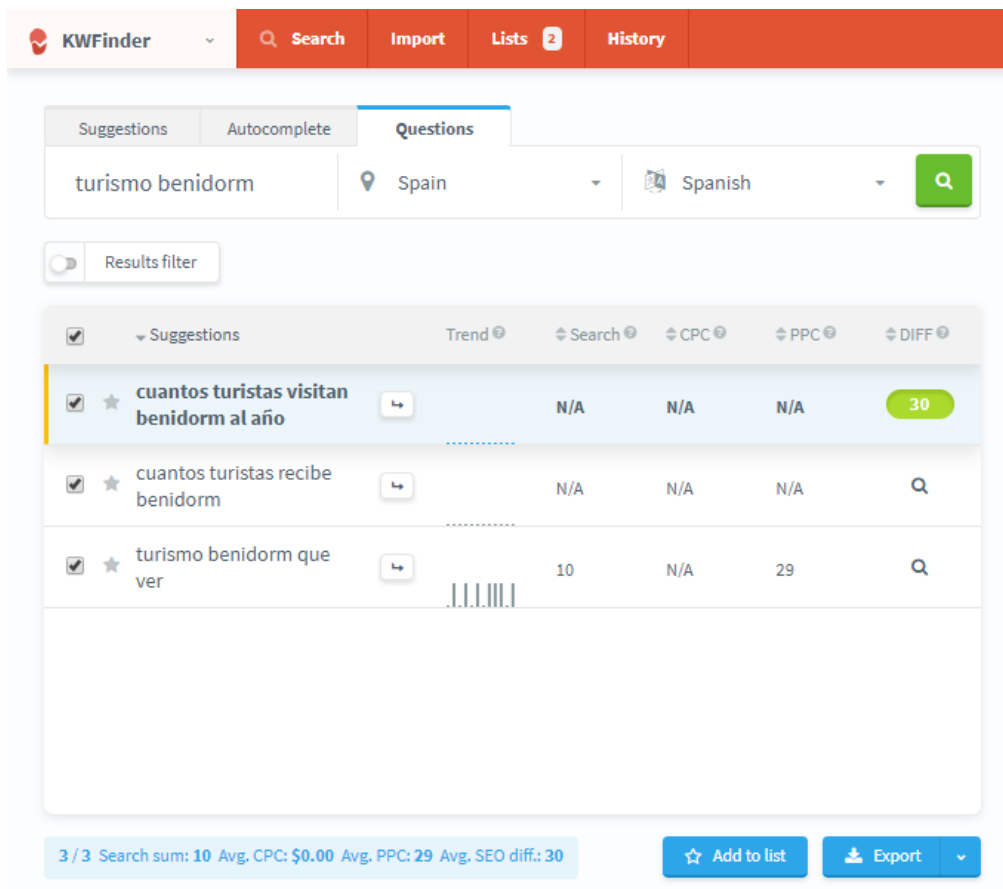 KWFinder Search Import Lists 2 History
Suggestions Autocomplete Questions
turismo benidorm Spain Spanish
Results filter
Suggestions Trend Search CPC PPC DIFF
cuantos turistas visitan
benidorm al año
N/A N/A N/A 30
cuantos turistas recibe
benidorm
N/A N/A N/A
turismo benidorm que
ver
10 N/A 29
3 / 3 Search sum: 10 Avg. CPC: $0.00 Avg. PPC: 29 Avg. SEO diff.: 30 Add to list Export